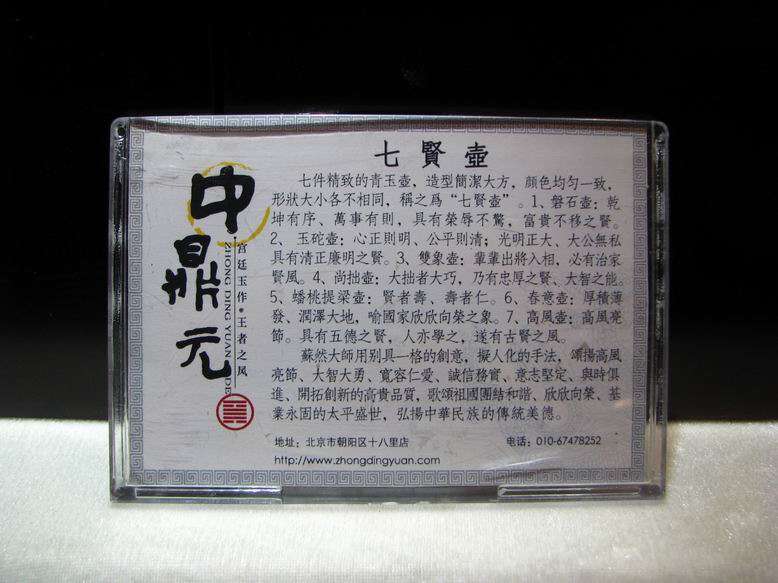 七賢壺
七件精致的青玉壺，造型簡潔大方，顔色均勻一致，
形狀大小各不相同，稱之爲“七賢壺”。1、磐石壺：乾
坤有序、萬事有則，具有荣辱不驚，富貴不移之賢。
2、 玉砣壺：心正則明、公平則清；光明正大、大公無私
具有清正廉明之賢。3、雙象壺：輩輩出將入相，必有治家
賢風。4、尚拙壺：大拙者大巧，乃有忠厚之賢、大智之能。
5、蟠桃提梁壺：賢者壽、壽者仁。6、春意壺：厚積薄
發、潤澤大地，喻國家欣欣向榮之象。7、高風壺：高風亮
節。具有五德之賢，人亦學之，遂有古賢之風。
蘇然大師用别具一格的創意，擬人化的手法，頌揚高風
亮節、大智大勇、寬容仁愛、誠信務實、意志堅定、與時俱
進、開拓創新的高貴品質，歌頌祖國團結和諧、欣欣向榮、基
業永固的太平盛世，弘揚中華民族的傳統美德。
地址：北京市朝阳区十八里店
电话：010-67478252
http://www.zhongdingyuan.com
中鼎元
宫廷玉作·王者之风
ZHONG DING YUAN